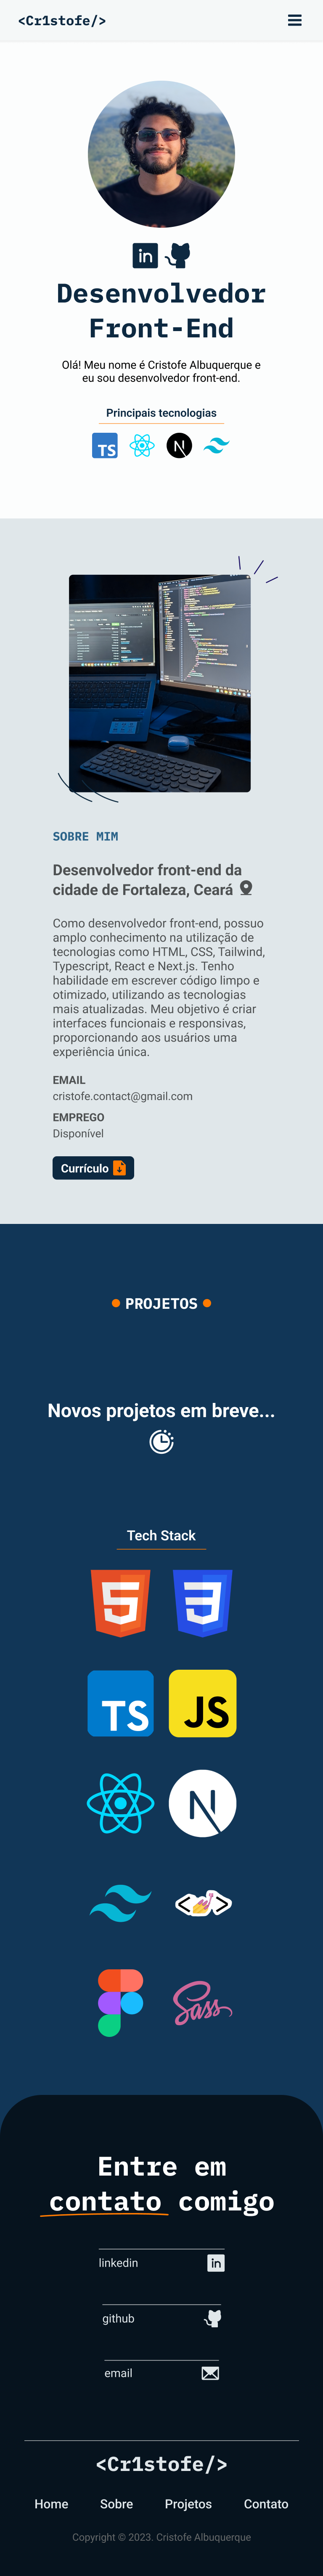 <Cr1stofe/>
in
Desenvolvedor
Front-End
Olá! Meu nome é Cristofe Albuquerque e
eu sou desenvolvedor front-end.
Principais tecnologias
TS
N
SOBRE MIM
Desenvolvedor front-end da
cidade de Fortaleza, Ceará
Como desenvolvedor front-end, possuo
amplo conhecimento na utilização de
tecnologias como HTML, CSS, Tailwind,
Typescript, React e Next.js. Tenho
habilidade em escrever código limpo e
otimizado, utilizando as tecnologias
mais atualizadas. Meu objetivo é criar
interfaces funcionais e responsivas,
proporcionando aos usuários uma
experiência única.
EMAIL
cristofe.contact@gmail.com
EMPREGO
Disponível
Currículo
PROJETOS
Novos projetos em breve...
Tech Stack
5 3
TS JS
N
Sass
Entre em
contato comigo
linkedin in
github
email
<Cr1stofe/>
Home Sobre Projetos Contato
Copyright © 2023. Cristofe Albuquerque